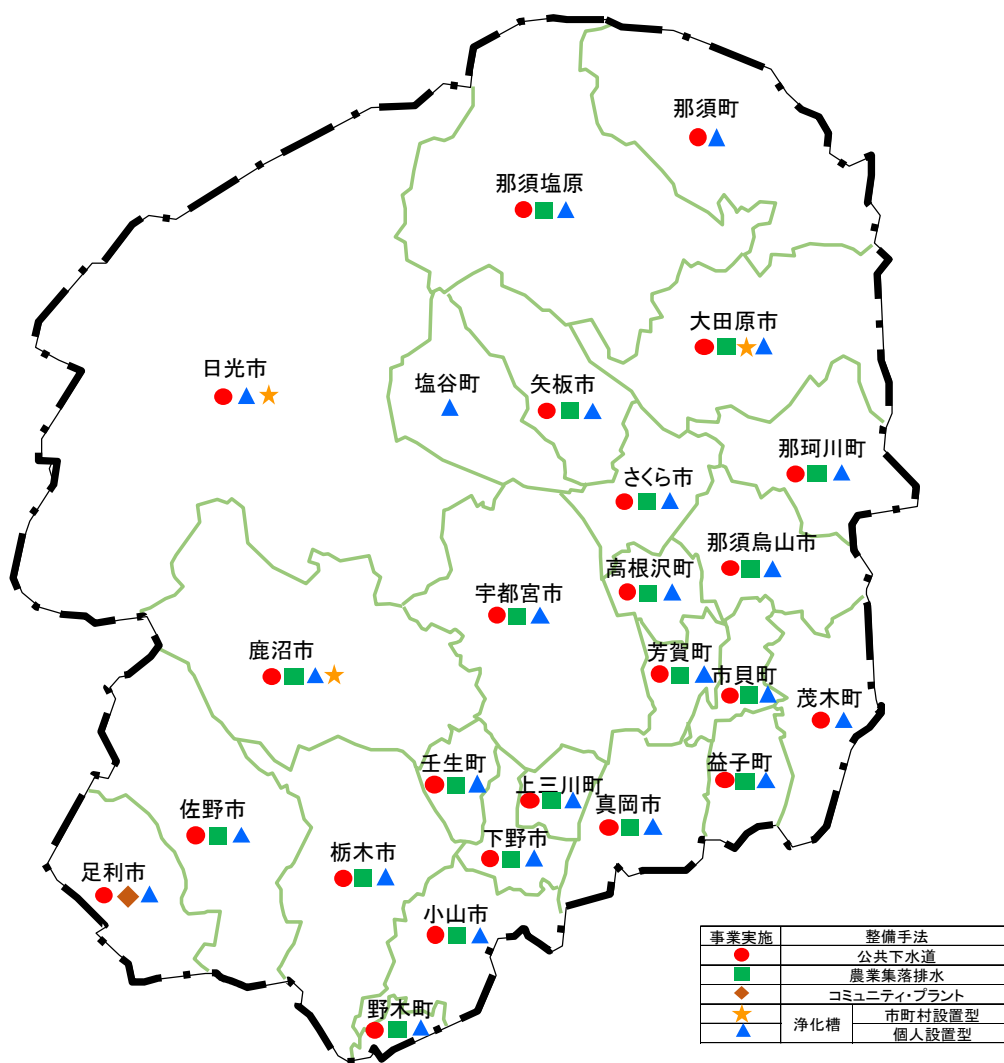 那須町
那須塩原
大田原市
日光市
塩谷町
矢板市
那珂川町
さくら市
那須烏山市
高根沢町
宇都宮市
鹿沼市
芳賀町
市貝町
茂木町
壬生町
上三川町
益子町
佐野市
真岡市
下野市
栃木市
足利市
小山市
野木町
事業実施 整備手法
公共下水道
農業集落排水
コミュニティ・プラント
浄化槽 市町村設置型
個人設置型